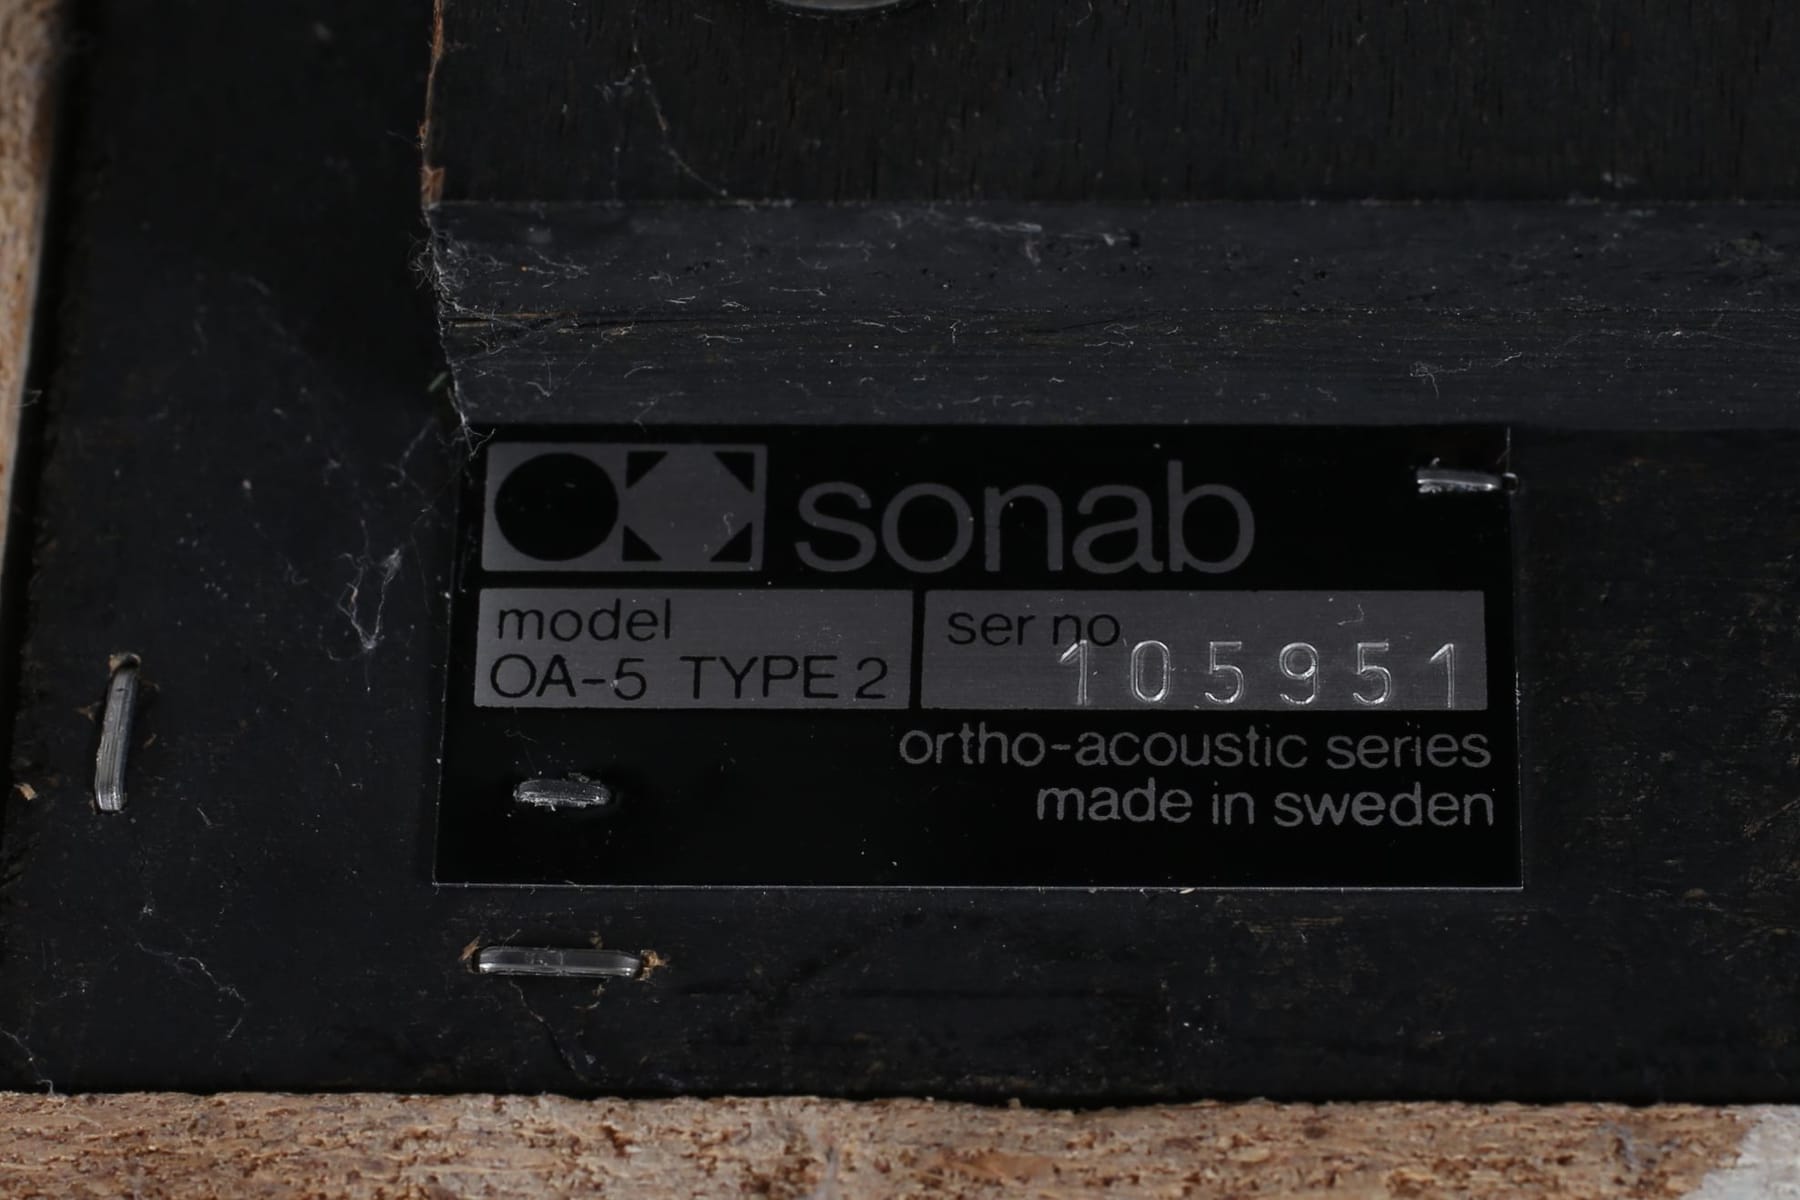 sonab
model
OA-5 TYPE 2
ser no
105951
ortho-acoustic series
made in sweden